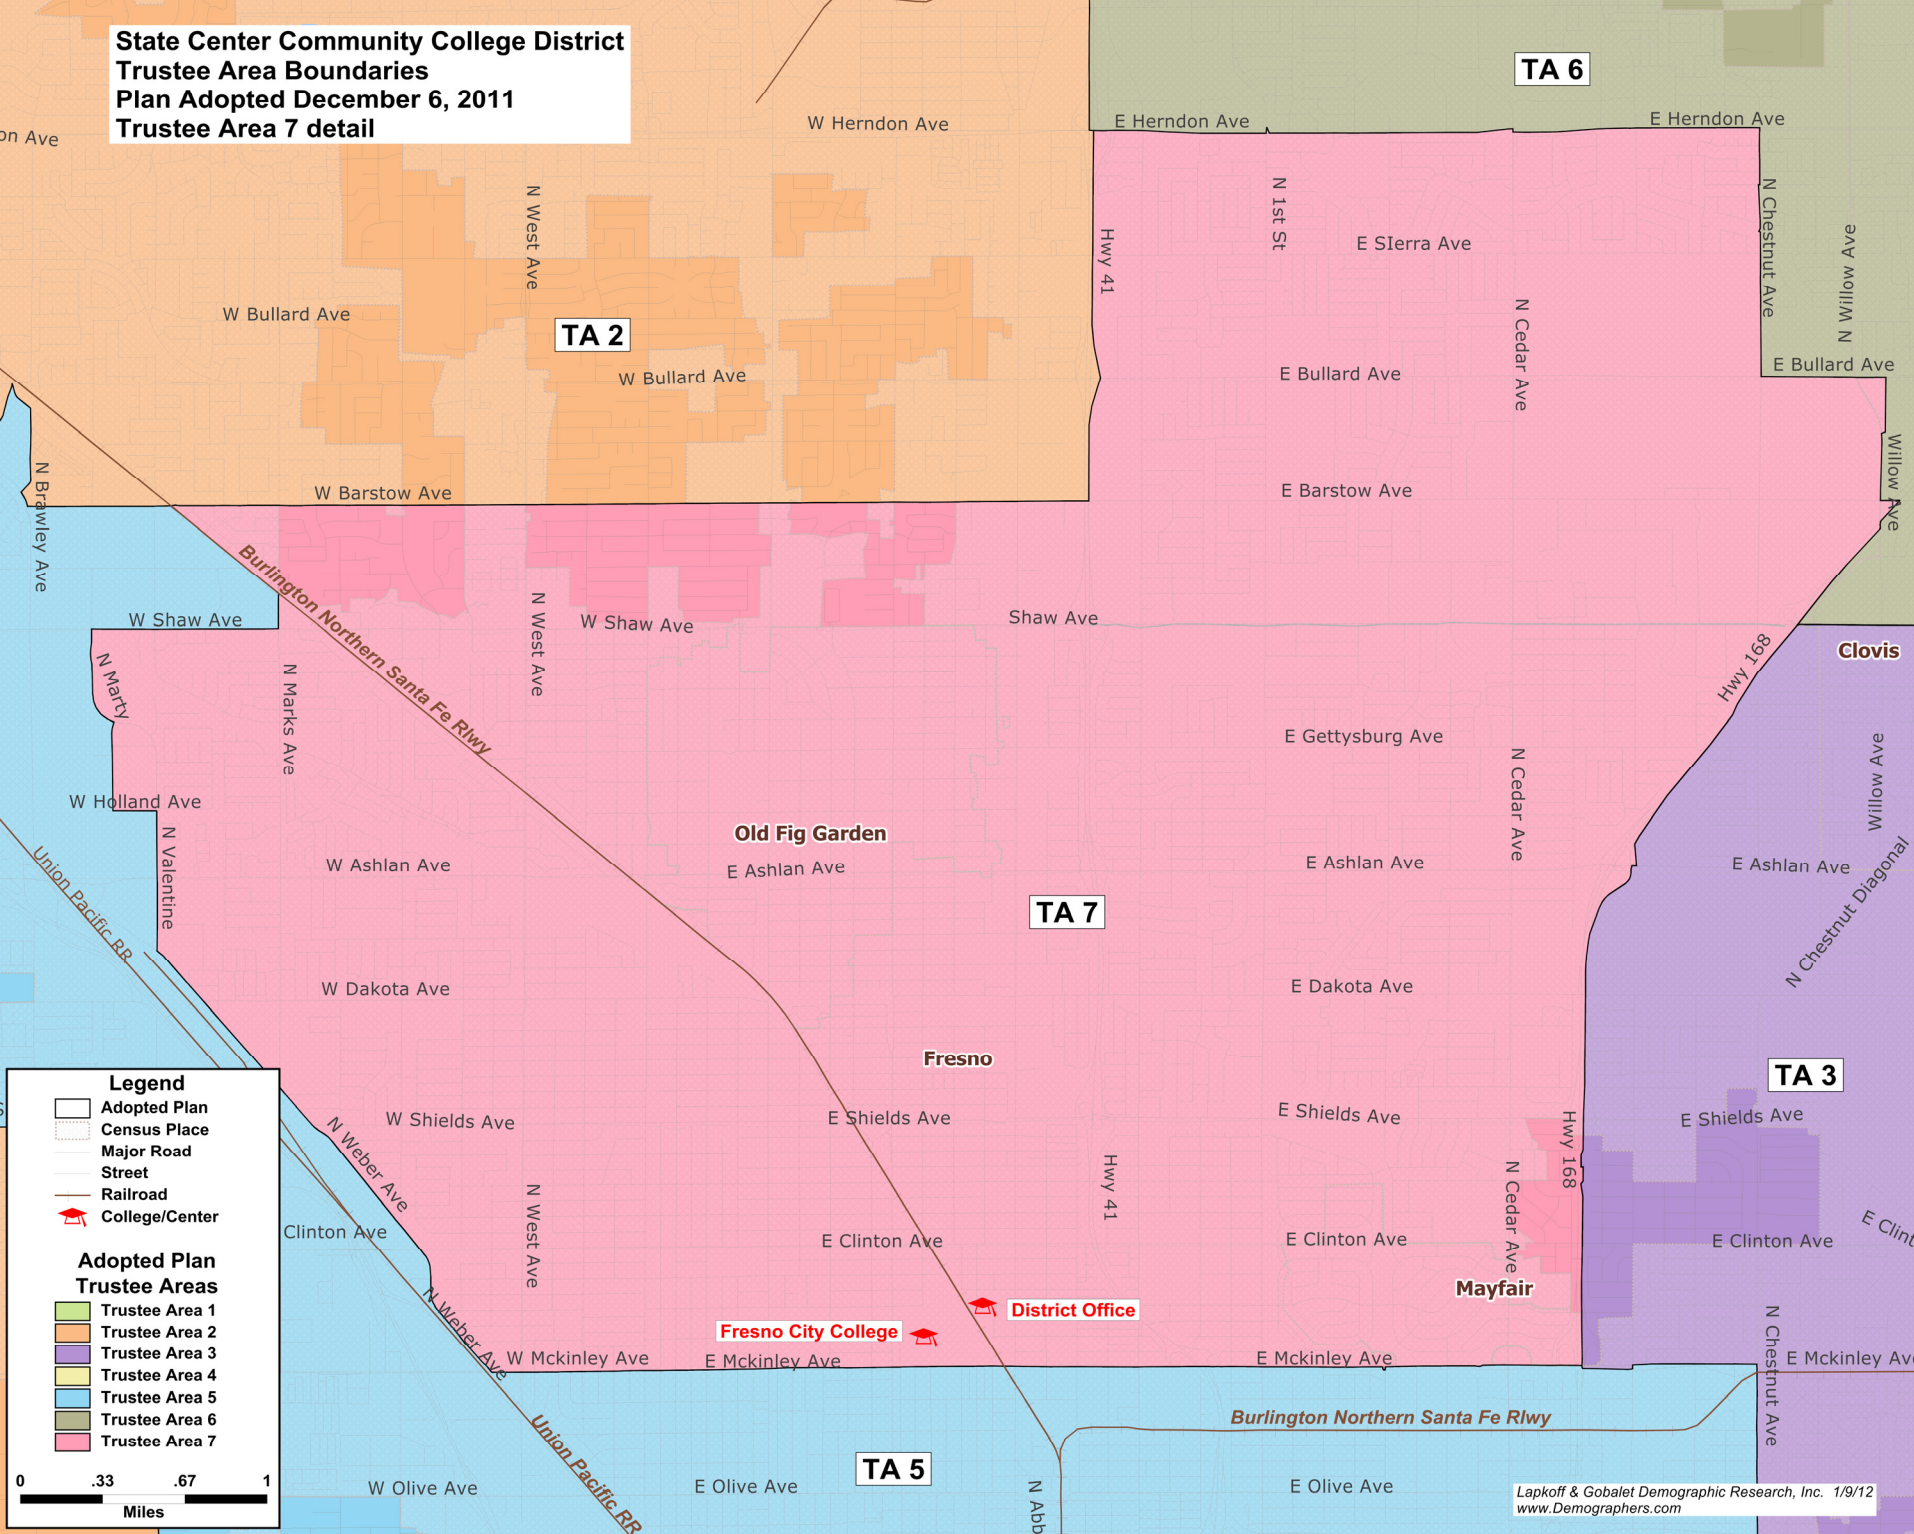 State Center Community College District
Trustee Area Boundaries
Plan Adopted December 6, 2011
Trustee Area 7 detail
TA 6
W Herndon Ave
E Herndon Ave
E Herndon Ave
on Ave
N West Ave
N 1st St
N Chestnut Ave
Hwy 41
E SIerra Ave
N Willow Ave
W Bullard Ave
TA 2
N Cedar Ave
W Bullard Ave
E Bullard Ave
E Bullard Ave
N Brawley Ave
W Barstow Ave
E Barstow Ave
Willow Ave
Burlington Northern Santa Fe Rlwy
W Shaw Ave
N West Ave
W Shaw Ave
Shaw Ave
Hwy 168
Clovis
N Marty
N Marks Ave
E Gettysburg Ave
N Cedar Ave
Willow Ave
W Holland Ave
N Valentine
Old Fig Garden
W Ashlan Ave
E Ashlan Ave
E Ashlan Ave
E Ashlan Ave
Union Pacific RR
TA 7
N Chestnut Diagonal
W Dakota Ave
E Dakota Ave
Fresno
TA 3
W Shields Ave
E Shields Ave
E Shields Ave
E Shields Ave
N Weber Ave
Hwy 168
Hwy 41
N Cedar Ave
N West Ave
Clinton Ave
E Clinton Ave
E Clinton Ave
E Clinton Ave
E Clint
Mayfair
N Weber Ave
District Office
Fresno City College
N Chestnut Ave
W Mckinley Ave
E Mckinley Ave
E Mckinley Ave
E Mckinley Av
Burlington Northern Santa Fe Rlwy
Union Pacific RR
TA 5
W Olive Ave
E Olive Ave
N Abb
E Olive Ave
Legend
Adopted Plan
Census Place
Major Road
Street
Railroad
College/Center
Adopted Plan
Trustee Areas
Trustee Area 1
Trustee Area 2
Trustee Area 3
Trustee Area 4
Trustee Area 5
Trustee Area 6
Trustee Area 7
0 .33 .67 1
Miles
Lapkoff & Gobalet Demographic Research, Inc. 1/9/12
www.Demographers.com